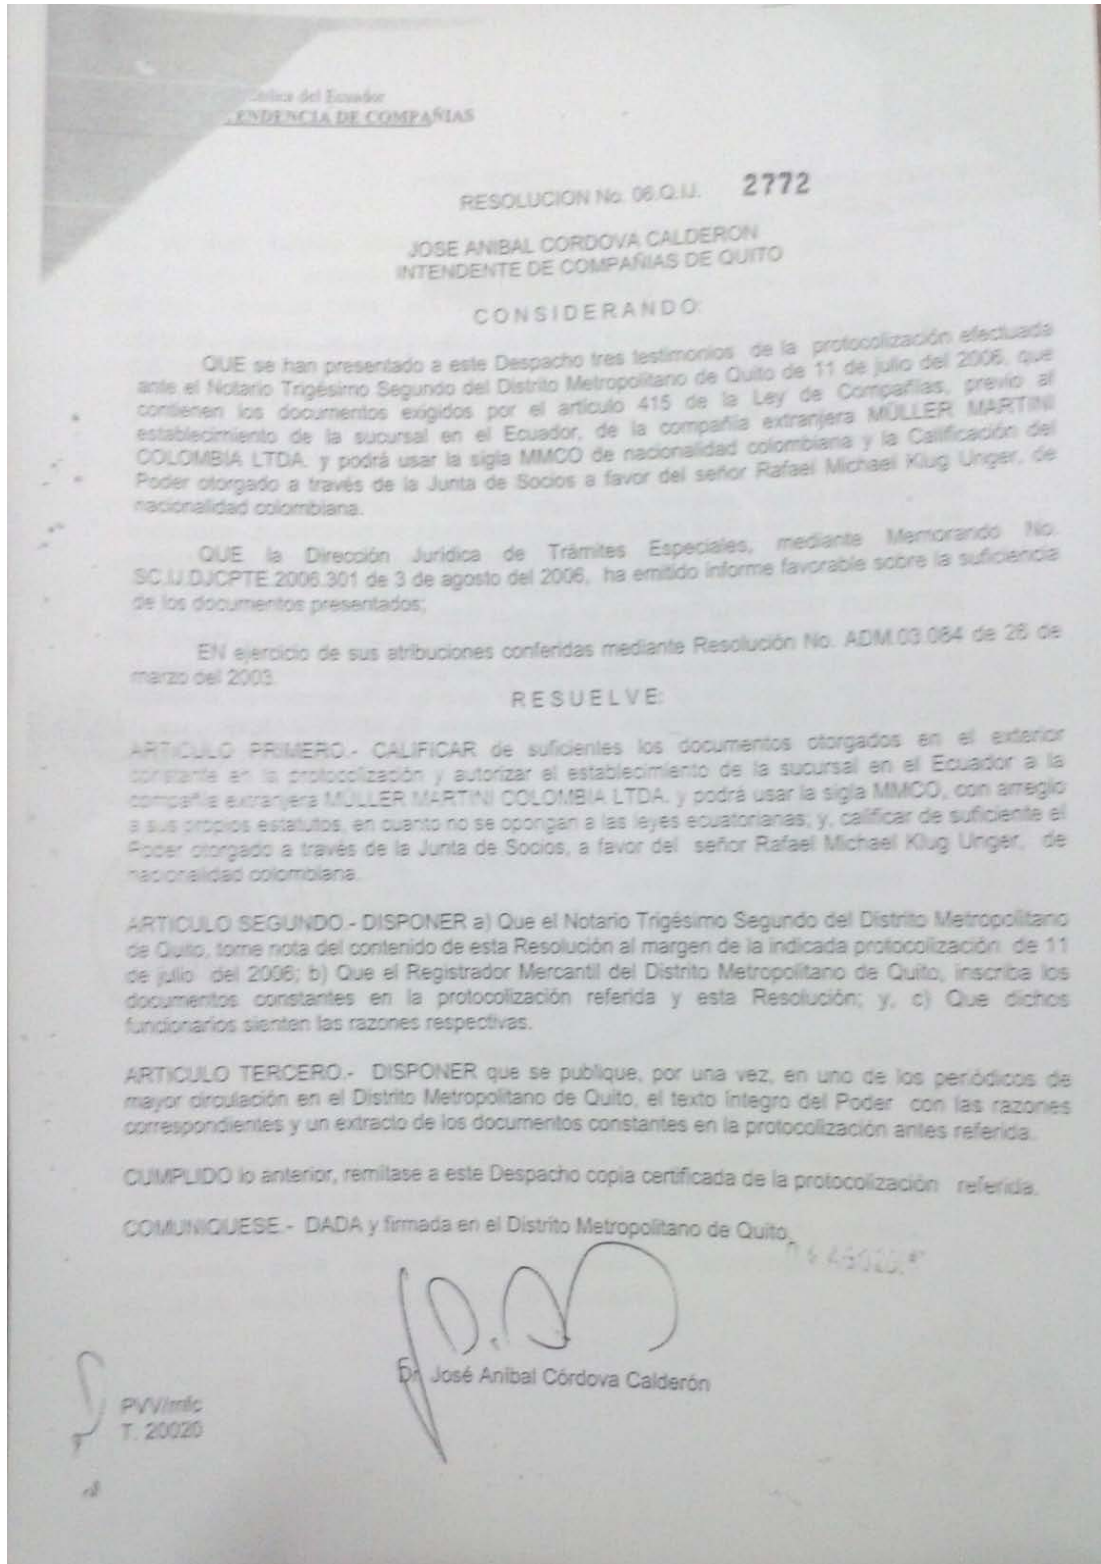 del Ecuador
ENDENCIA DE COMPAÑIAS
RESOLUCION No. 06.Q.IJ. 2772
JOSE ANIBAL CORDOVA CALDERON
INTENDENTE DE COMPAÑIAS DE QUITO
CONSIDERANDO:
QUE se han presentado a este Despacho tres testimonios de la protocolización efectuada
ante el Notario Trigésimo Segundo del Distrito Metropolitano de Quito de 11 de julio del 2006, que
contienen los documentos exigidos por el artículo 415 de la Ley de Compañías, previo al
establecimiento de la sucursal en el Ecuador, de la compañía extranjera MÜLLER MARTINI
COLOMBIA LTDA. y podrá usar la sigla MMCO de nacionalidad colombiana y la Calificación del
Poder otorgado a través de la Junta de Socios a favor del señor Rafael Michael Klug Unger, de
nacionalidad colombiana.
QUE la Dirección Jurídica de Trámites Especiales, mediante Memorando No.
SC.IJ.DJCPTE.2006.301 de 3 de agosto del 2006, ha emitido informe favorable sobre la suficiencia
de los documentos presentados;
EN ejercicio de sus atribuciones conferidas mediante Resolución No. ADM.03.084 de 26 de
marzo del 2003.
RESUELVE:
ARTICULO PRIMERO.- CALIFICAR de suficientes los documentos otorgados en el exterior
constante en la protocolización y autorizar el establecimiento de la sucursal en el Ecuador a la
compañía extranjera MÜLLER MARTINI COLOMBIA LTDA. y podrá usar la sigla MMCO, con arreglo
a sus propios estatutos, en cuanto no se opongan a las leyes ecuatorianas; y, calificar de suficiente el
Poder otorgado a través de la Junta de Socios, a favor del señor Rafael Michael Klug Unger, de
nacionalidad colombiana.
ARTICULO SEGUNDO.- DISPONER a) Que el Notario Trigésimo Segundo del Distrito Metropolitano
de Quito, tome nota del contenido de esta Resolución al margen de la indicada protocolización de 11
de julio del 2006; b) Que el Registrador Mercantil del Distrito Metropolitano de Quito, inscriba los
documentos constantes en la protocolización referida y esta Resolución; y, c) Que dichos
funcionarios sienten las razones respectivas.
ARTICULO TERCERO.- DISPONER que se publique, por una vez, en uno de los periódicos de
mayor circulación en el Distrito Metropolitano de Quito, el texto íntegro del Poder con las razones
correspondientes y un extracto de los documentos constantes en la protocolización antes referida.
CUMPLIDO lo anterior, remítase a este Despacho copia certificada de la protocolización referida.
COMUNIQUESE.- DADA y firmada en el Distrito Metropolitano de Quito,
Dr. José Aníbal Córdova Calderón
PVV/mfc
T. 20020